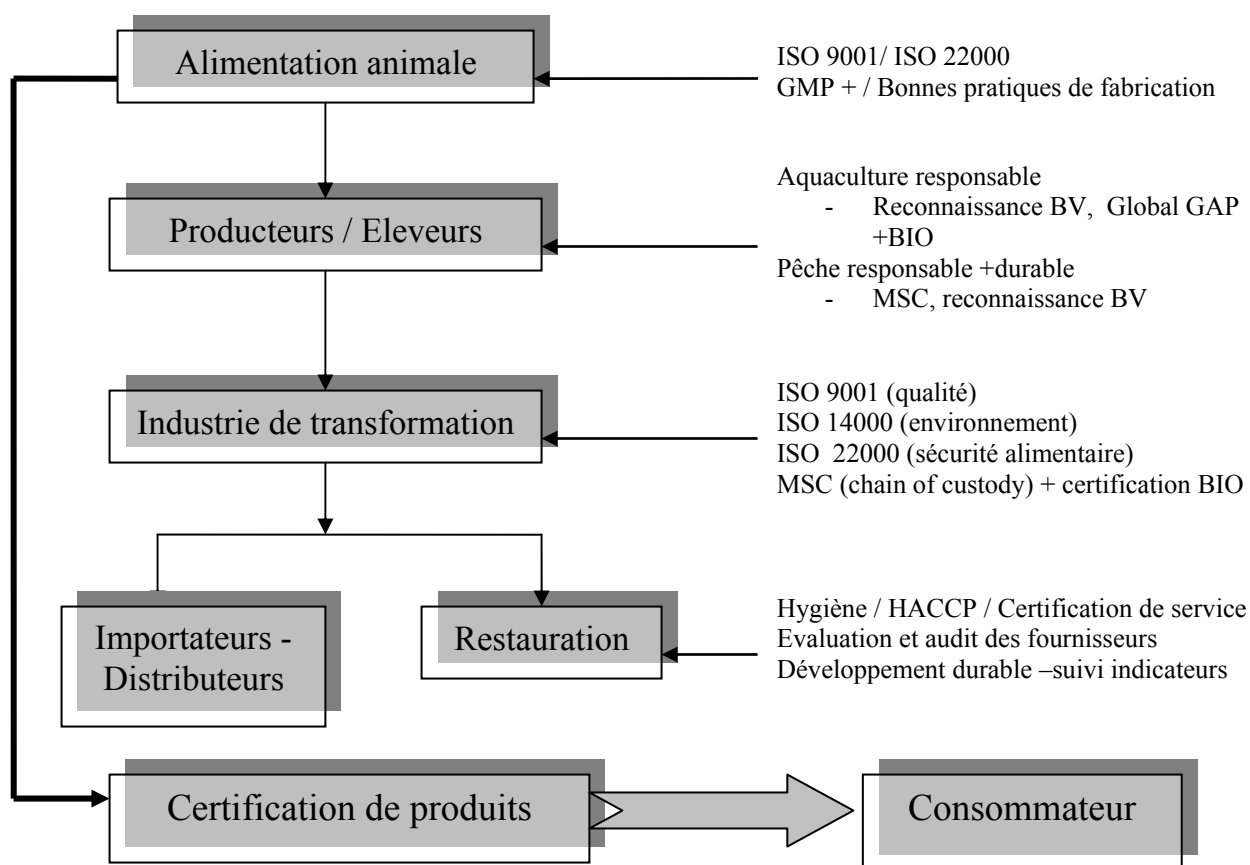 Alimentation animale
ISO 9001/ ISO 22000
GMP + / Bonnes pratiques de fabrication
Producteurs / Eleveurs
Aquaculture responsable
- Reconnaissance BV, Global GAP
+BIO
Pêche responsable +durable
- MSC, reconnaissance BV
Industrie de transformation
ISO 9001 (qualité)
ISO 14000 (environnement)
ISO 22000 (sécurité alimentaire)
MSC (chain of custody) + certification BIO
Importateurs -
Distributeurs
Restauration
Hygiène / HACCP / Certification de service
Evaluation et audit des fournisseurs
Développement durable –suivi indicateurs
Certification de produits
Consommateur